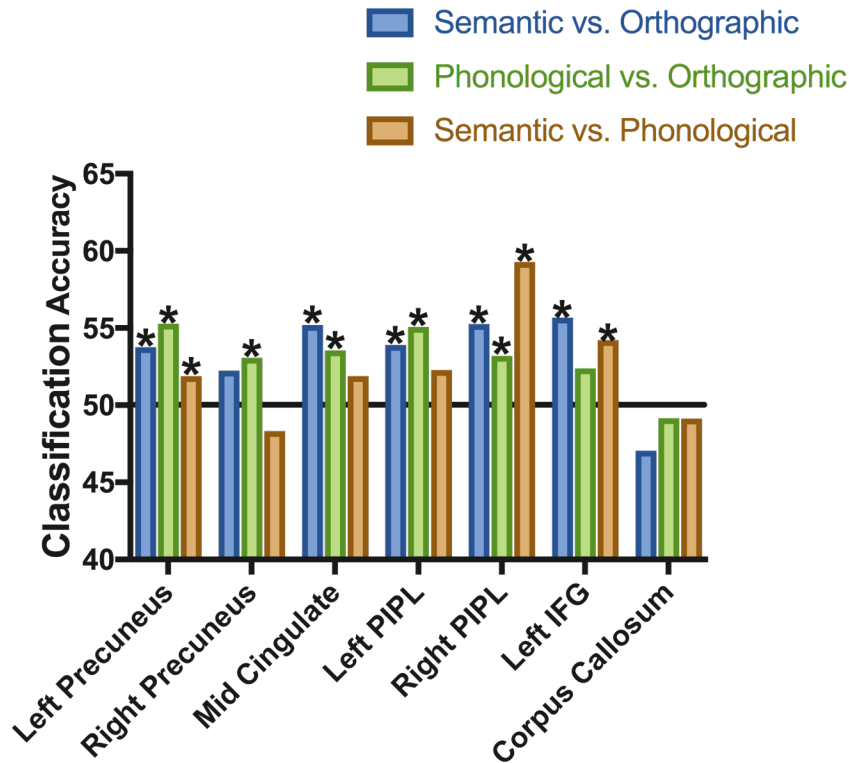 Semantic vs. Orthographic
Phonological vs. Orthographic
Semantic vs. Phonological
Classification Accuracy
65
60
55
50
45
40
* * * * * * * * * * * * *
Left Precuneus
Right Precuneus
Mid Cingulate
Left PIPL
Right PIPL
Left IFG
Corpus Callosum